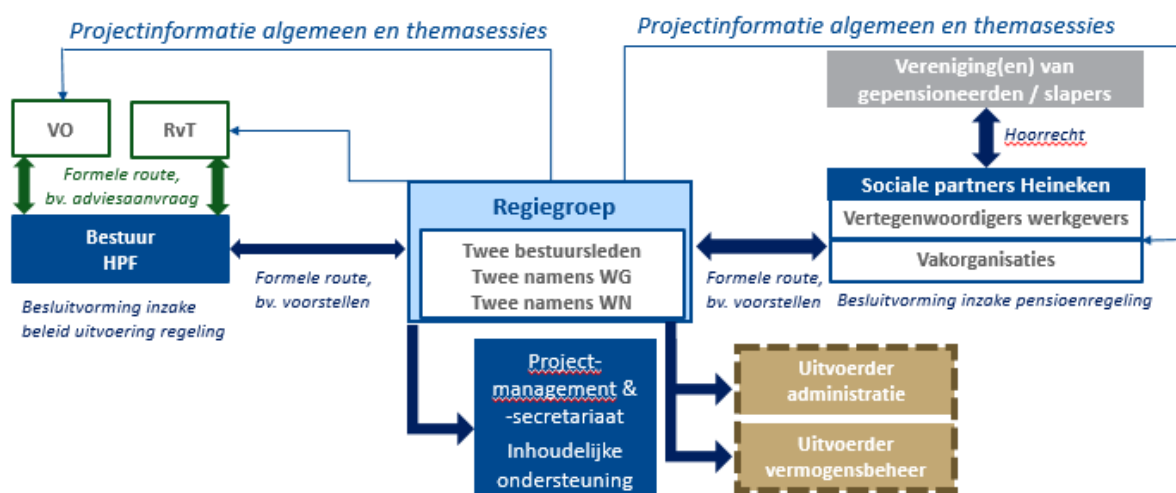 Projectinformatie algemeen en themasessies
Projectinformatie algemeen en themasessies
Vereniging(en) van
gepensioneerden / slapers
VO
RvT
Hoorrecht
Formele route,
bv. adviesaanvraag
Sociale partners Heineken
Vertegenwoordigers werkgevers
Vakorganisaties
Regiegroep
Twee bestuursleden
Twee namens WG
Twee namens WN
Bestuur
HPF
Formele route,
bv. voorstellen
Formele route,
bv. voorstellen
Besluitvorming inzake
beleid uitvoering regeling
Besluitvorming inzake pensioenregeling
Project-
management &
-secretariaat
Inhoudelijke
ondersteuning
Uitvoerder
administratie
Uitvoerder
vermogensbeheer